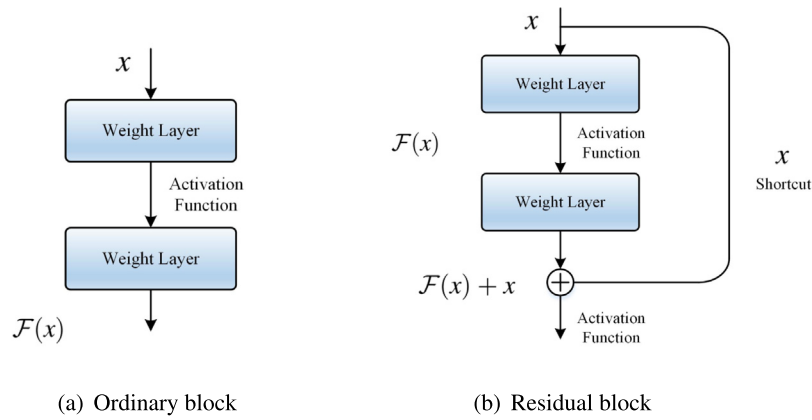 x
Weight Layer
Activation
Function
Weight Layer
F(x)
(a) Ordinary block
x
Weight Layer
F(x)
Activation
Function
x
Shortcut
Weight Layer
F(x) + x
Activation
Function
(b) Residual block